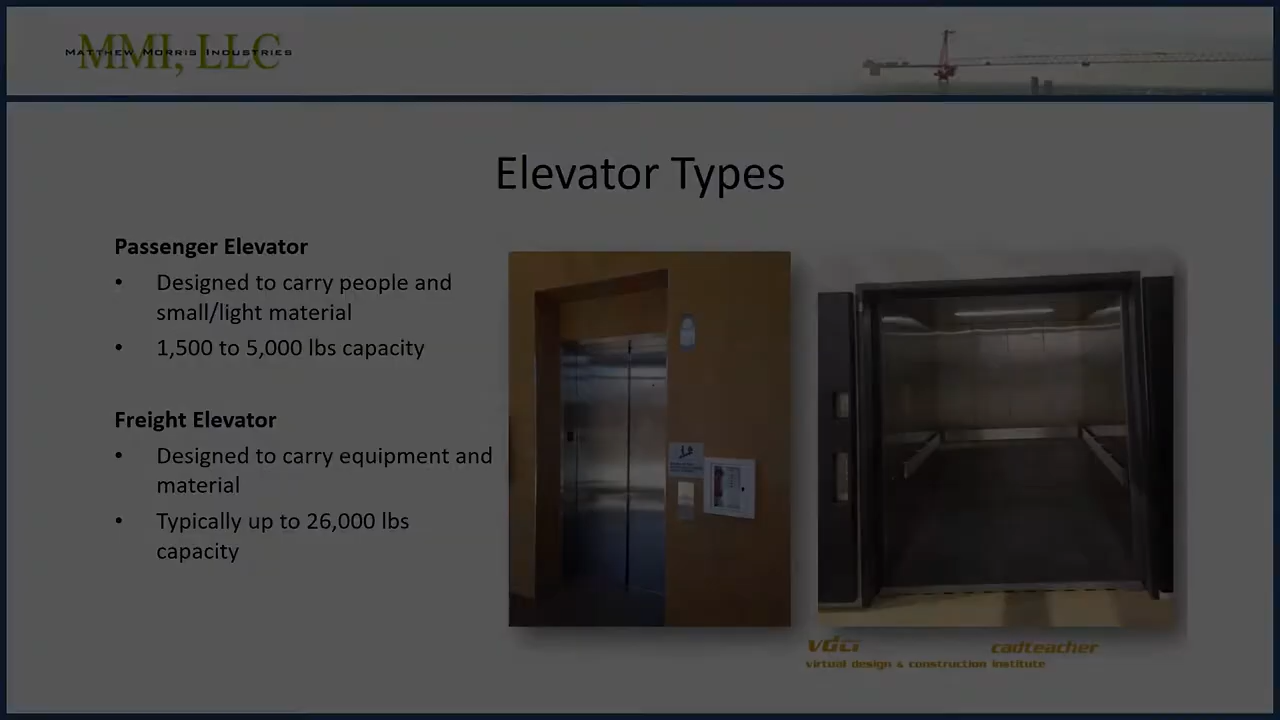 MMI, LLC
MATTHEW MORRIS INDUSTRIES
Elevator Types
Passenger Elevator
• Designed to carry people and
small/light material
• 1,500 to 5,000 lbs capacity
Freight Elevator
• Designed to carry equipment and
material
• Typically up to 26,000 lbs
capacity
vdci cadteacher
virtual design & construction institute